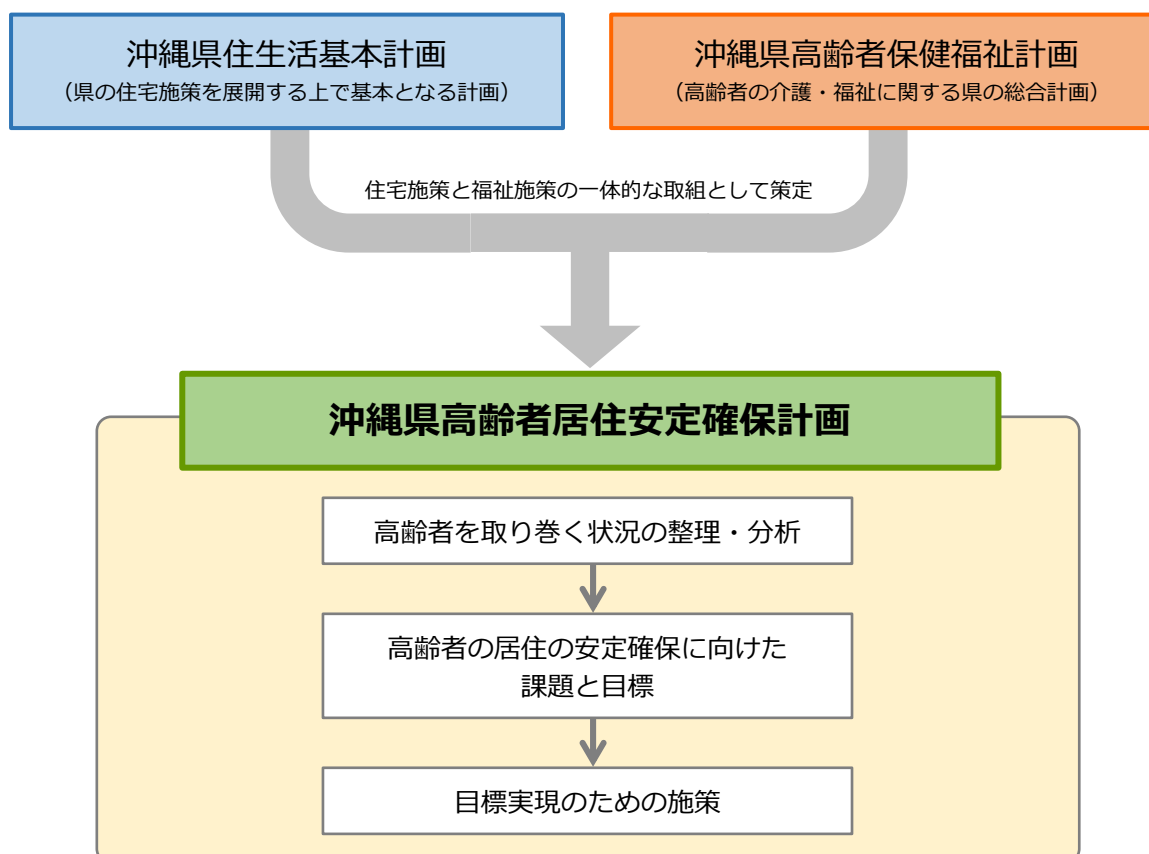 沖縄県住生活基本計画
（県の住宅施策を展開する上で基本となる計画）
沖縄県高齢者保健福祉計画
（高齢者の介護・福祉に関する県の総合計画）
住宅施策と福祉施策の一体的な取組として策定
沖縄県高齢者居住安定確保計画
高齢者を取り巻く状況の整理・分析
高齢者の居住の安定確保に向けた
課題と目標
目標実現のための施策